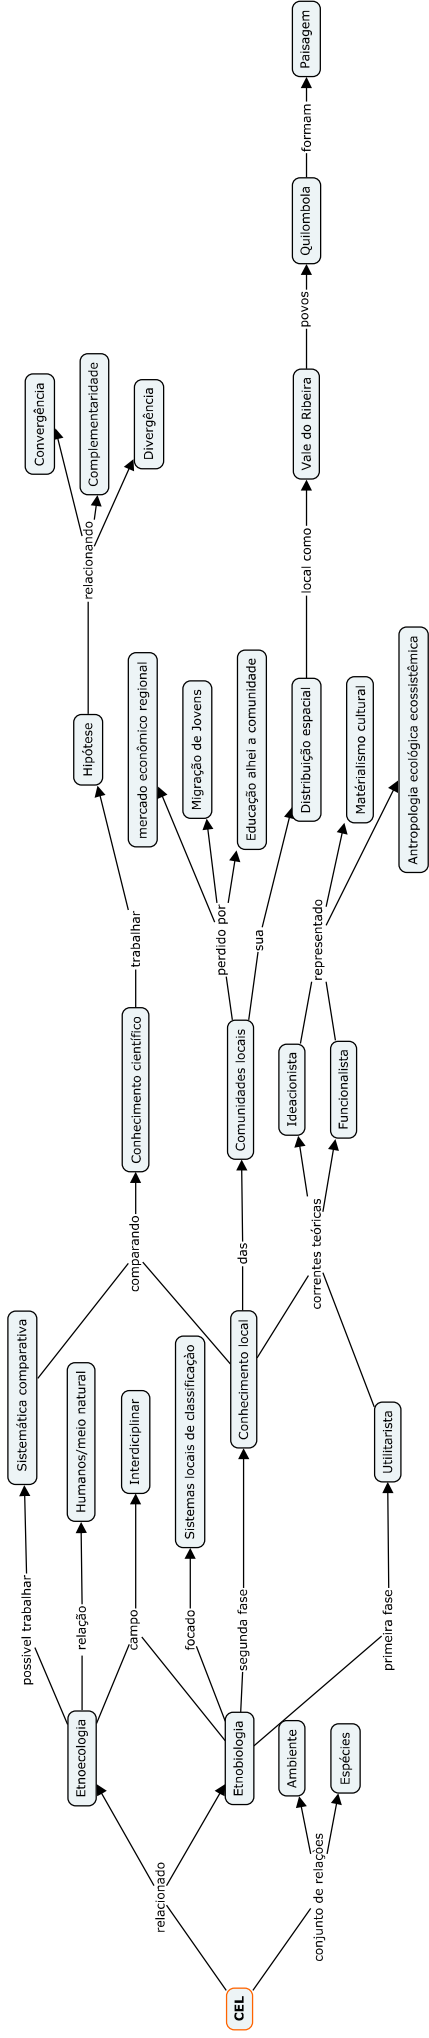 CEL
relacionado
conjunto de relações
Etnoecologia
Etnobiologia
Ambiente
Espécies
possivel trabalhar
relação
campo
focado
segunda fase
primeira fase
Sistemática comparativa
Humanos/meio natural
Interdiciplinar
Sistemas locais de classificação
Conhecimento local
Utilitarista
comparando
das
correntes teóricas
Conhecimento científico
Comunidades locais
Ideacionista
Funcionalista
trabalhar
perdido por
sua
representado
Hipótese
mercado econômico regional
Migração de Jovens
Educação alhei a comunidade
Distribuição espacial
Matérialismo cultural
Antropologia ecológica ecossistêmica
relacionando
local como
Convergência
Complementaridade
Divergência
Vale do Ribeira
povos
Quilombola
formam
Paisagem